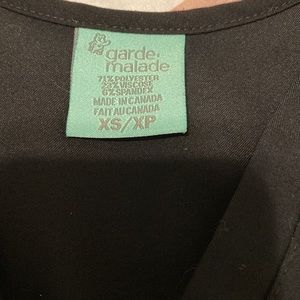 garde
malade
71% POLYESTER
23% VISCOSE
6% SPANDEX
MADE IN CANADA
FAIT AU CANADA
XS/XP